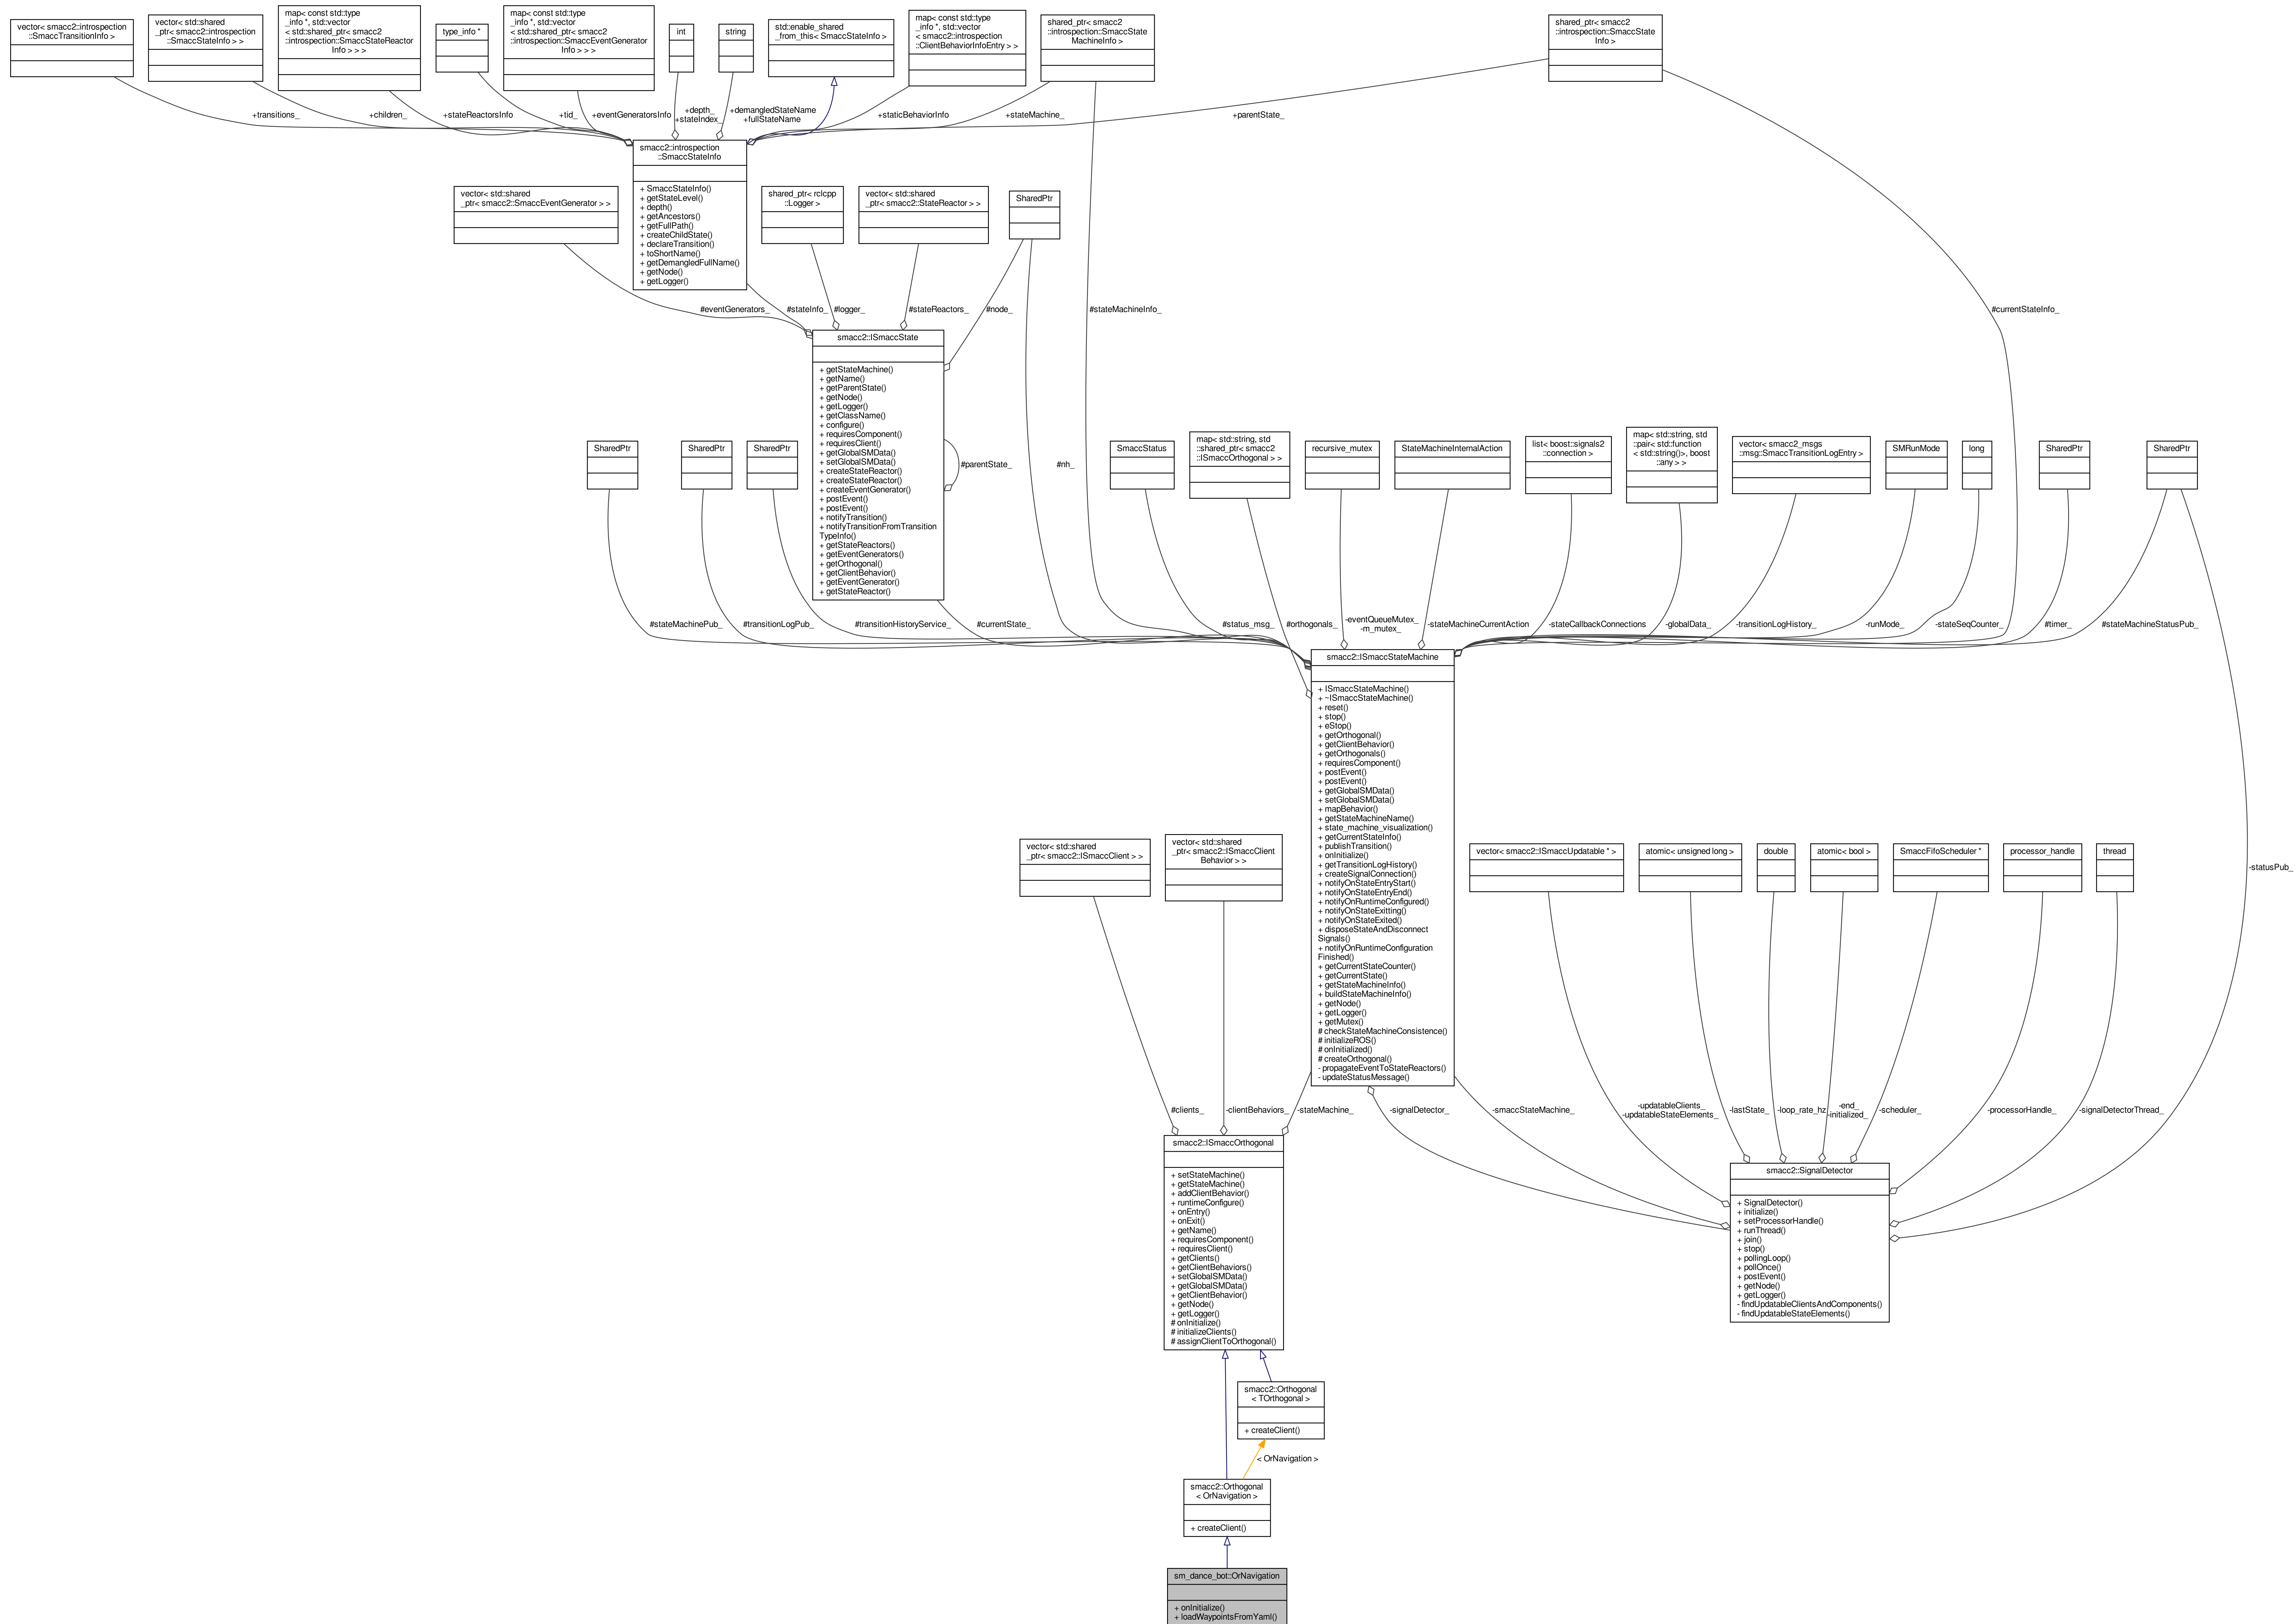 vector< smacc2::introspection
::SmaccTransitionInfo >
vector< std::shared
_ptr< smacc2::introspection
::SmaccStateInfo > >
map< const std::type
_info *, std::vector
< std::shared_ptr< smacc2
::introspection::SmaccStateReactor
Info > > >
type_info *
map< const std::type
_info *, std::vector
< std::shared_ptr< smacc2
::introspection::SmaccEventGenerator
Info > > >
int
string
std::enable_shared
_from_this< SmaccStateInfo >
map< const std::type
_info *, std::vector
< smacc2::introspection
::ClientBehaviorInfoEntry > >
shared_ptr< smacc2
::introspection::SmaccState
MachineInfo >
shared_ptr< smacc2
::introspection::SmaccState
Info >
+transitions_
+children_
+stateReactorsInfo
+tid_
+eventGeneratorsInfo
+depth_
+stateIndex_
+demangledStateName
+fullStateName
+staticBehaviorInfo
+stateMachine_
+parentState_
smacc2::introspection
::SmaccStateInfo
+ SmaccStateInfo()
+ getStateLevel()
+ depth()
+ getAncestors()
+ getFullPath()
+ createChildState()
+ declareTransition()
+ toShortName()
+ getDemangledFullName()
+ getNode()
+ getLogger()
vector< std::shared
_ptr< smacc2::SmaccEventGenerator > >
shared_ptr< rclcpp
::Logger >
vector< std::shared
_ptr< smacc2::StateReactor > >
SharedPtr
#eventGenerators_
#stateInfo_
#logger_
#stateReactors_
#node_
#stateMachineInfo_
#currentStateInfo_
smacc2::ISmaccState
+ getStateMachine()
+ getName()
+ getParentState()
+ getNode()
+ getLogger()
+ getClassName()
+ configure()
+ requiresComponent()
+ requiresClient()
+ getGlobalSMData()
+ setGlobalSMData()
+ createStateReactor()
+ createStateReactor()
+ createEventGenerator()
+ postEvent()
+ postEvent()
+ notifyTransition()
+ notifyTransitionFromTransition
TypeInfo()
+ getStateReactors()
+ getEventGenerators()
+ getOrthogonal()
+ getClientBehavior()
+ getEventGenerator()
+ getStateReactor()
#parentState_
#nh_
SharedPtr
SharedPtr
SharedPtr
SmaccStatus
map< std::string, std
::shared_ptr< smacc2
::ISmaccOrthogonal > >
recursive_mutex
StateMachineInternalAction
list< boost::signals2
::connection >
map< std::string, std
::pair< std::function
< std::string()>, boost
::any > >
vector< smacc2_msgs
::msg::SmaccTransitionLogEntry >
SMRunMode
long
SharedPtr
SharedPtr
#stateMachinePub_
#transitionLogPub_
#transitionHistoryService_
#currentState_
#status_msg_
#orthogonals_
-eventQueueMutex_
-m_mutex_
-stateMachineCurrentAction
-stateCallbackConnections
-globalData_
-transitionLogHistory_
-runMode_
-stateSeqCounter_
#timer_
#stateMachineStatusPub_
smacc2::ISmaccStateMachine
+ ISmaccStateMachine()
+ ~ISmaccStateMachine()
+ reset()
+ stop()
+ eStop()
+ getOrthogonal()
+ getClientBehavior()
+ getOrthogonals()
+ requiresComponent()
+ postEvent()
+ postEvent()
+ getGlobalSMData()
+ setGlobalSMData()
+ mapBehavior()
+ getStateMachineName()
+ state_machine_visualization()
+ getCurrentStateInfo()
+ publishTransition()
+ onInitialize()
+ getTransitionLogHistory()
+ createSignalConnection()
+ notifyOnStateEntryStart()
+ notifyOnStateEntryEnd()
+ notifyOnRuntimeConfigured()
+ notifyOnStateExitting()
+ notifyOnStateExited()
+ disposeStateAndDisconnect
Signals()
+ notifyOnRuntimeConfiguration
Finished()
+ getCurrentStateCounter()
+ getCurrentState()
+ getStateMachineInfo()
+ buildStateMachineInfo()
+ getNode()
+ getLogger()
+ getMutex()
# checkStateMachineConsistence()
# initializeROS()
# onInitialized()
# createOrthogonal()
- propagateEventToStateReactors()
- updateStatusMessage()
vector< std::shared
_ptr< smacc2::ISmaccClient > >
vector< std::shared
_ptr< smacc2::ISmaccClient
Behavior > >
vector< smacc2::ISmaccUpdatable * >
atomic< unsigned long >
double
atomic< bool >
SmaccFifoScheduler *
processor_handle
thread
-statusPub_
#clients_
-clientBehaviors_
-stateMachine_
-signalDetector_
-smaccStateMachine_
-updatableClients_
-updatableStateElements_
-lastState_
-loop_rate_hz
-end_
-initialized_
-scheduler_
-processorHandle_
-signalDetectorThread_
smacc2::ISmaccOrthogonal
+ setStateMachine()
+ getStateMachine()
+ addClientBehavior()
+ runtimeConfigure()
+ onEntry()
+ onExit()
+ getName()
+ requiresComponent()
+ requiresClient()
+ getClients()
+ getClientBehaviors()
+ setGlobalSMData()
+ getGlobalSMData()
+ getClientBehavior()
+ getNode()
+ getLogger()
# onInitialize()
# initializeClients()
# assignClientToOrthogonal()
smacc2::SignalDetector
+ SignalDetector()
+ initialize()
+ setProcessorHandle()
+ runThread()
+ join()
+ stop()
+ pollingLoop()
+ pollOnce()
+ postEvent()
+ getNode()
+ getLogger()
- findUpdatableClientsAndComponents()
- findUpdatableStateElements()
smacc2::Orthogonal
< TOrthogonal >
+ createClient()
< OrNavigation >
smacc2::Orthogonal
< OrNavigation >
+ createClient()
sm_dance_bot::OrNavigation
+ onInitialize()
+ loadWaypointsFromYaml()